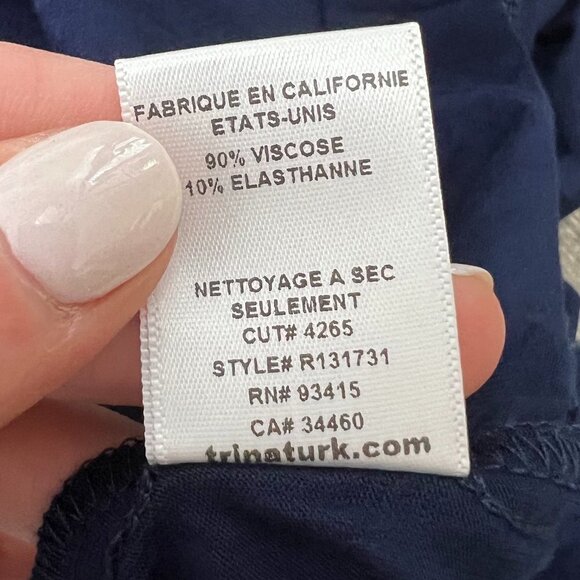 FABRIQUE EN CALIFORNIE
ETATS-UNIS
90% VISCOSE
10% ELASTHANNE
NETTOYAGE A SEC
SEULEMENT
CUT# 4265
STYLE# R131731
RN# 93415
CA# 34460
trinaturk.com